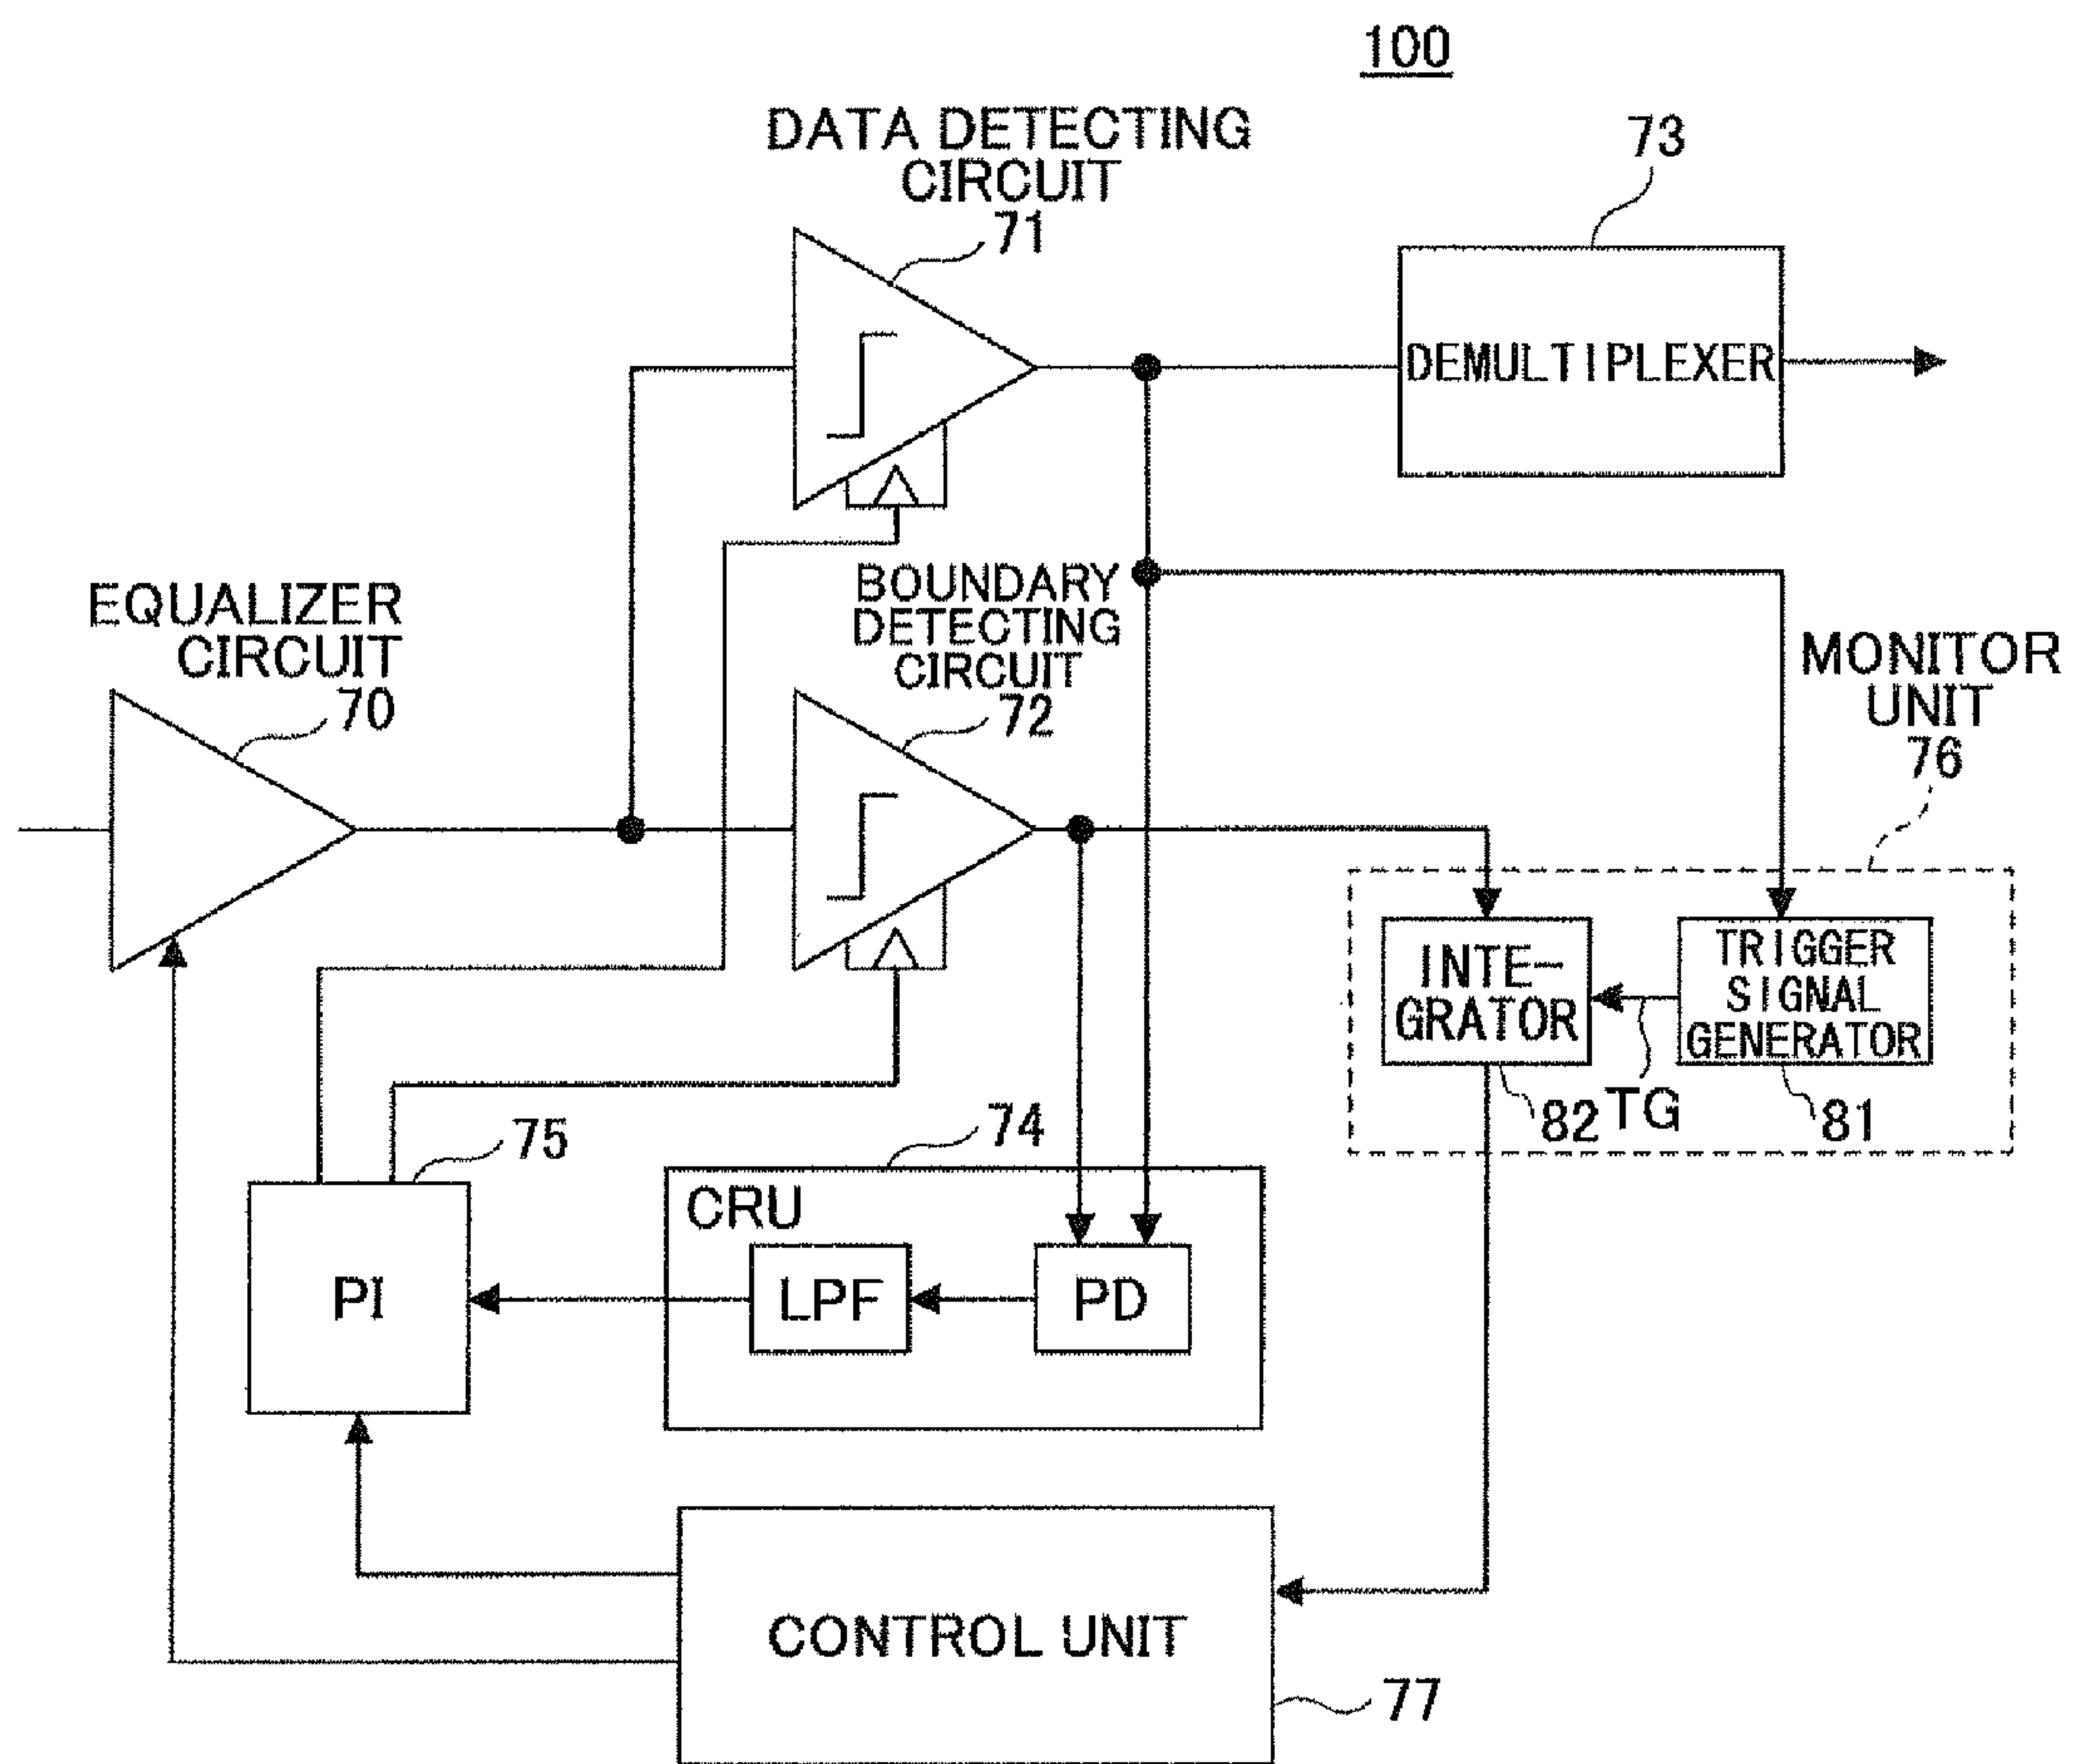 100
DATA DETECTING
CIRCUIT
71
73
DEMULTIPLEXER
EQUALIZER
CIRCUIT
70
BOUNDARY
DETECTING
CIRCUIT
72
MONITOR
UNIT
76
INTE-
GRATOR
TRIGGER
SIGNAL
GENERATOR
82
TG
81
75
74
CRU
PI
LPF
PD
CONTROL UNIT
77